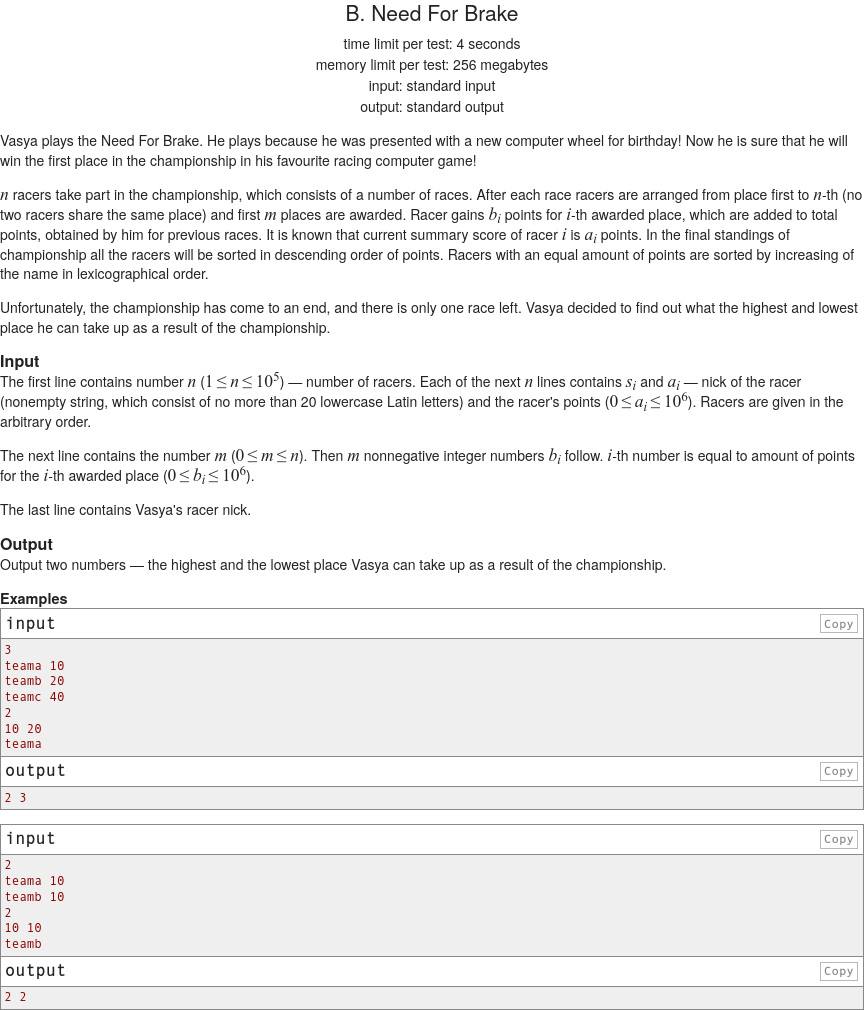 B. Need For Brake
time limit per test: 4 seconds
memory limit per test: 256 megabytes
input: standard input
output: standard output
Vasya plays the Need For Brake. He plays because he was presented with a new computer wheel for birthday! Now he is sure that he will
win the first place in the championship in his favourite racing computer game!
n racers take part in the championship, which consists of a number of races. After each race racers are arranged from place first to n-th (no
two racers share the same place) and first m places are awarded. Racer gains b_i points for i-th awarded place, which are added to total
points, obtained by him for previous races. It is known that current summary score of racer i is a_i points. In the final standings of
championship all the racers will be sorted in descending order of points. Racers with an equal amount of points are sorted by increasing of
the name in lexicographical order.
Unfortunately, the championship has come to an end, and there is only one race left. Vasya decided to find out what the highest and lowest
place he can take up as a result of the championship.
Input
The first line contains number n (1 ≤ n ≤ 10^5) — number of racers. Each of the next n lines contains s_i and a_i — nick of the racer
(nonempty string, which consist of no more than 20 lowercase Latin letters) and the racer's points (0 ≤ a_i ≤ 10^6). Racers are given in the
arbitrary order.
The next line contains the number m (0 ≤ m ≤ n). Then m nonnegative integer numbers b_i follow. i-th number is equal to amount of points
for the i-th awarded place (0 ≤ b_i ≤ 10^6).
The last line contains Vasya's racer nick.
Output
Output two numbers — the highest and the lowest place Vasya can take up as a result of the championship.
Examples
input Copy
3
teama 10
teamb 20
teamc 40
2
10 20
teama
output Copy
2 3
input Copy
2
teama 10
teamb 10
2
10 10
teamb
output Copy
2 2